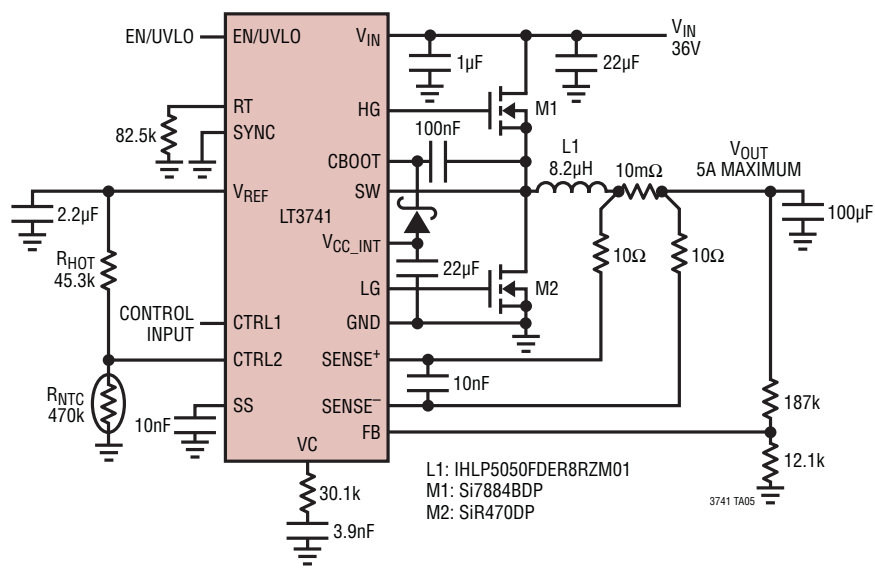 EN/UVLO
EN/UVLO
VIN
VIN
36V
1µF
22µF
RT
HG
M1
82.5k
SYNC
100nF
CBOOT
L1
8.2µH
10mΩ
VOUT
5A MAXIMUM
VREF
SW
2.2µF
LT3741
100µF
RHOT
45.3k
VCC_INT
22µF
10Ω
10Ω
LG
M2
CONTROL
INPUT
CTRL1
GND
CTRL2
SENSE+
RNTC
470k
10nF
SS
SENSE–
10nF
187k
FB
VC
12.1k
30.1k
3.9nF
L1: IHLP5050FDER8RZM01
M1: Si7884BDP
M2: SiR470DP
3741 TA05